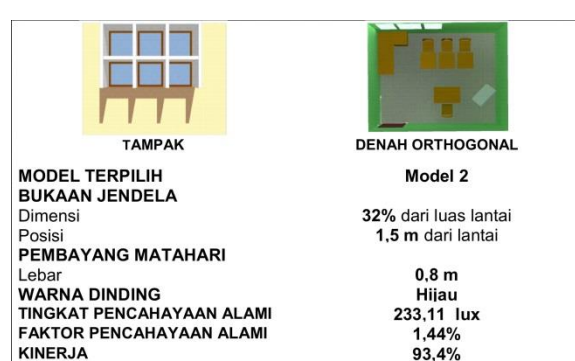 TAMPAK DENAH ORTHOGONAL
MODEL TERPILIH Model 2
BUKAAN JENDELA
Dimensi 32% dari luas lantai
Posisi 1,5 m dari lantai
PEMBAYANG MATAHARI
Lebar 0,8 m
WARNA DINDING Hijau
TINGKAT PENCAHAYAAN ALAMI 233,11 lux
FAKTOR PENCAHAYAAN ALAMI 1,44%
KINERJA 93,4%